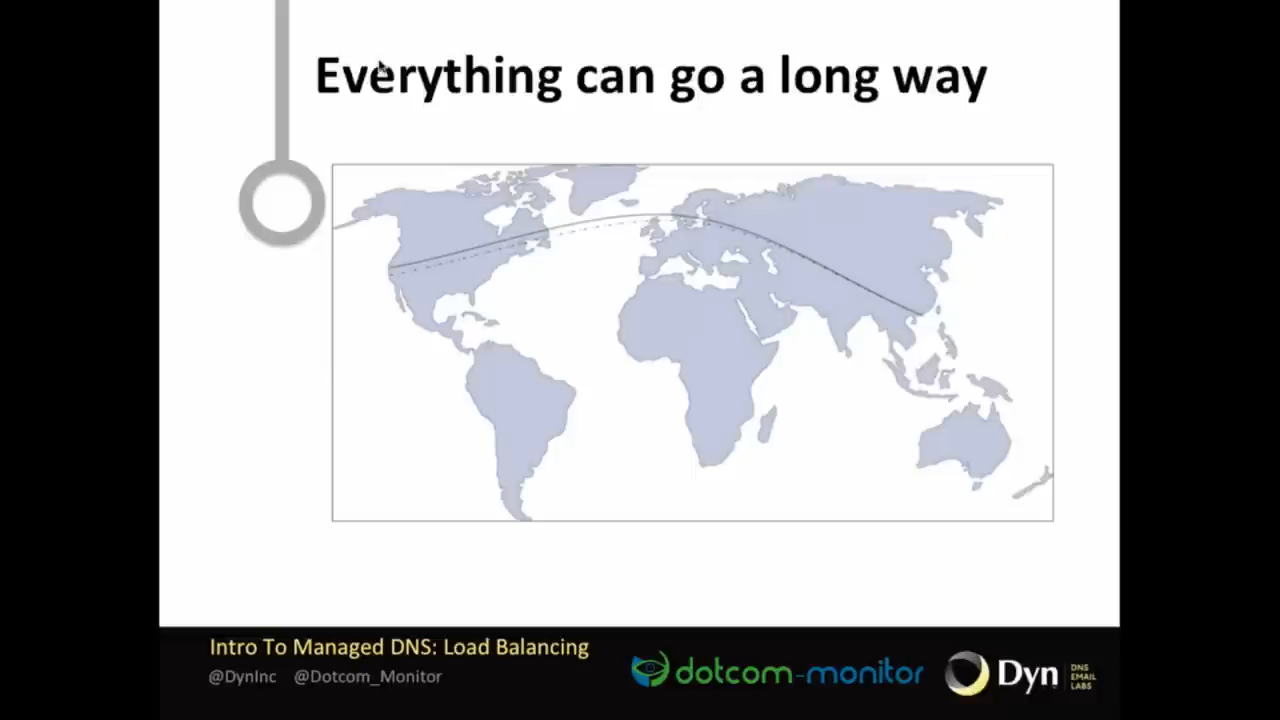 Everything can go a long way
Intro To Managed DNS: Load Balancing
@DynInc @Dotcom_Monitor
dotcom-monitor
Dyn
DNS
EMAIL
LABS